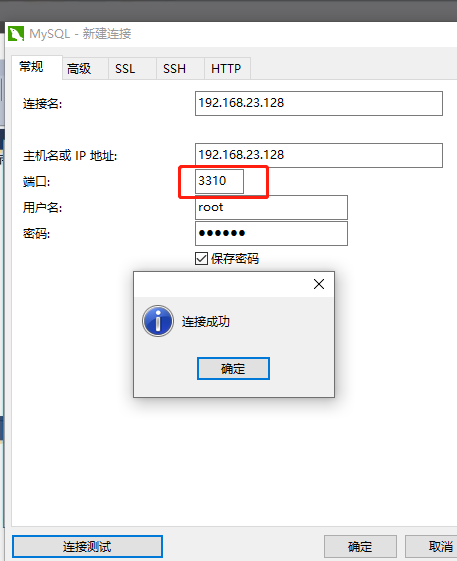 MySQL - 新建连接
常规 高级 SSL SSH HTTP
连接名: 192.168.23.128
主机名或 IP 地址: 192.168.23.128
端口: 3310
用户名: root
密码: ●●●●●●
保存密码
连接成功
确定
连接测试 确定 取消